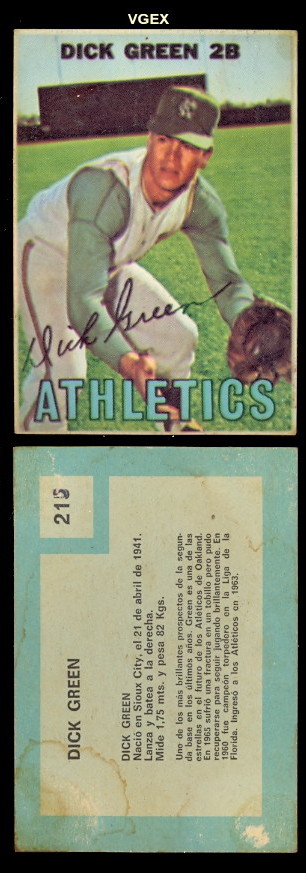 VGEX
DICK GREEN 2B
Dick Green
ATHLETICS
215
DICK GREEN
DICK GREEN
Nació en Sioux City, el 21 de abril de 1941.
Lanza y batea a la derecha.
Mide 1,75 mts. y pesa 82 Kgs.
Uno de los más brillantes prospectos de la segun-
da base en los últimos años. Green es una de las
estrellas en el futuro de los Atléticos de Oakland.
En 1965 sufrió una fractura en un tobillo pero pudo
recuperarse para seguir jugando brillantemente. En
1960 fue campeón torpedero en la Liga de la
Florida. Ingresó a los Atléticos en 1963.